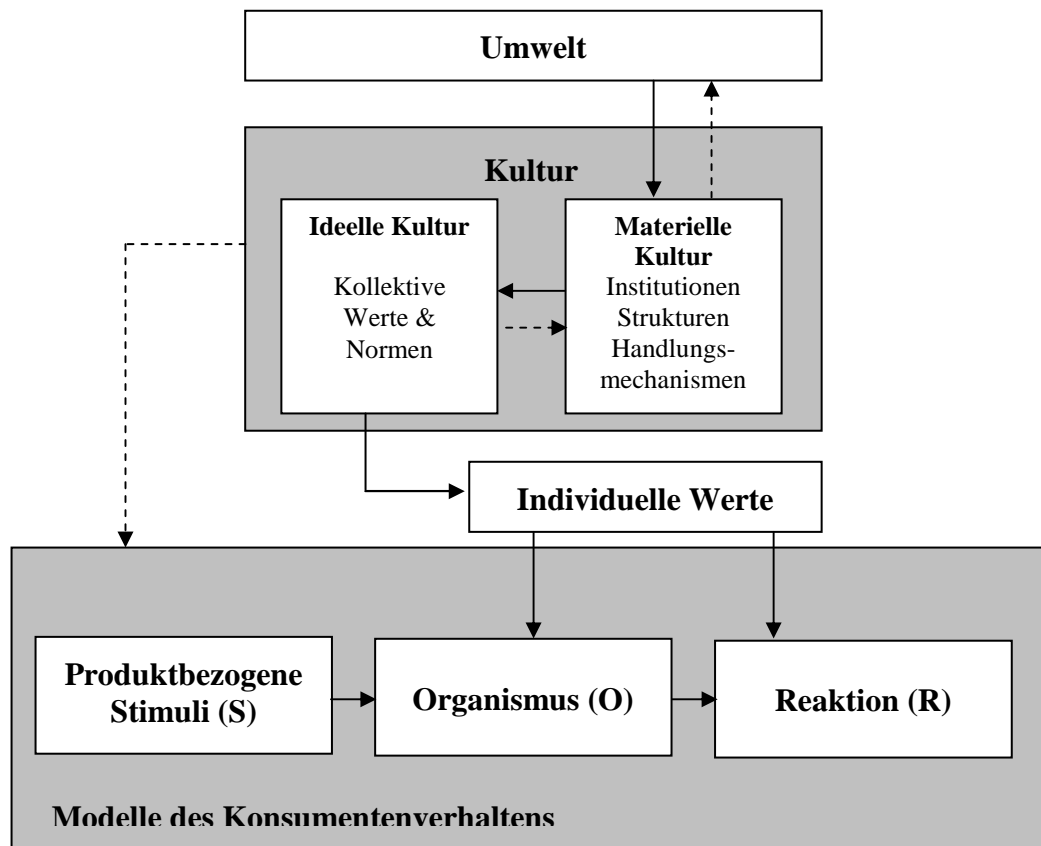 Umwelt
Kultur
Ideelle Kultur
Kollektive
Werte &
Normen
Materielle
Kultur
Institutionen
Strukturen
Handlungs-
mechanismen
Individuelle Werte
Produktbezogene
Stimuli (S)
Organismus (O)
Reaktion (R)
Modelle des Konsumentenverhaltens